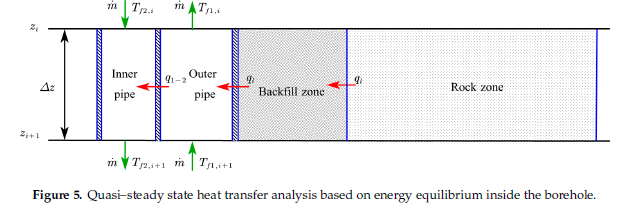 ṁ T_{f2,i} ṁ T_{f1,i}
z_i
Δz
Inner pipe
q_{1-2}
Outer pipe
q_l
Backfill zone
q_l
Rock zone
z_{i+1}
ṁ T_{f2,i+1} ṁ T_{f1,i+1}
Figure 5. Quasi–steady state heat transfer analysis based on energy equilibrium inside the borehole.